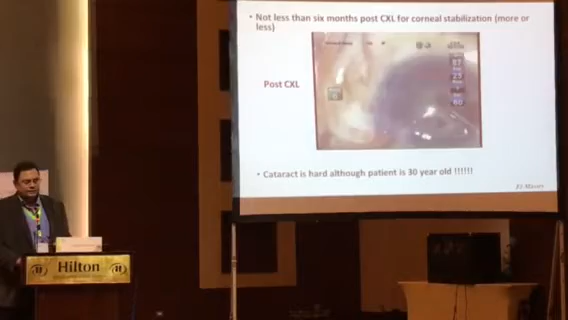 • Not less than six months post CXL for corneal stabilization (more or
less)
Post CXL
• Cataract is hard although patient is 30 year old !!!!!!
Hilton